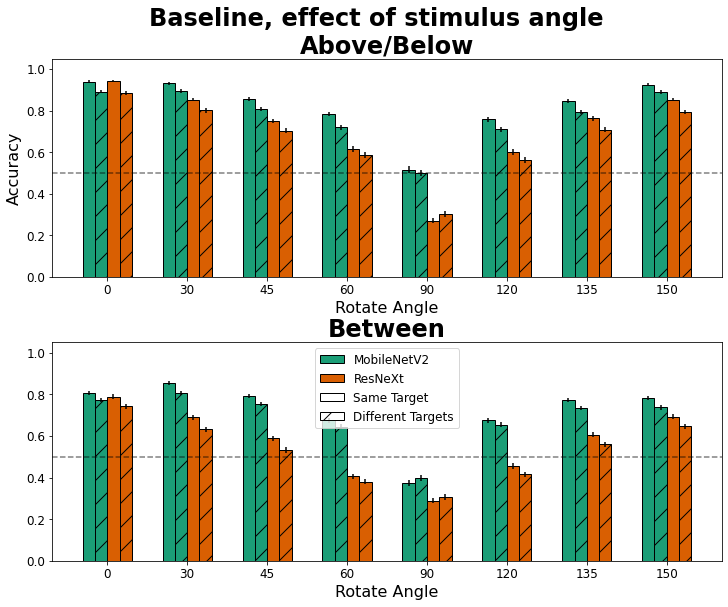 Baseline, effect of stimulus angle
Above/Below
1.0
0.8
0.6
0.4
0.2
0.0
Accuracy
0 30 45 60 90 120 135 150
Rotate Angle
Between
1.0
0.8
0.6
0.4
0.2
0.0
MobileNetV2
ResNeXt
Same Target
Different Targets
0 30 45 60 90 120 135 150
Rotate Angle